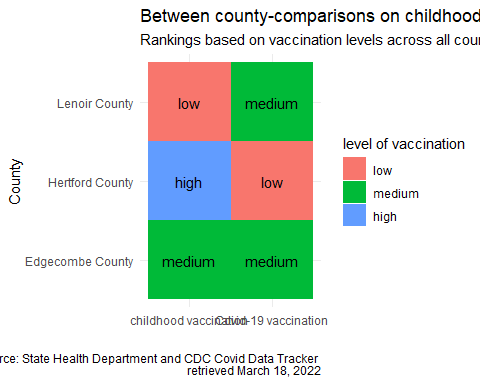 Between county-comparisons on childhood
Rankings based on vaccination levels across all
Lenoir County
low
medium
level of vaccination
low
medium
high
Hertford County
high
low
County
Edgecombe County
medium
medium
childhood vaccination
Covid-19 vaccination
State Health Department and CDC Covid Data Tracker
retrieved March 18, 2022